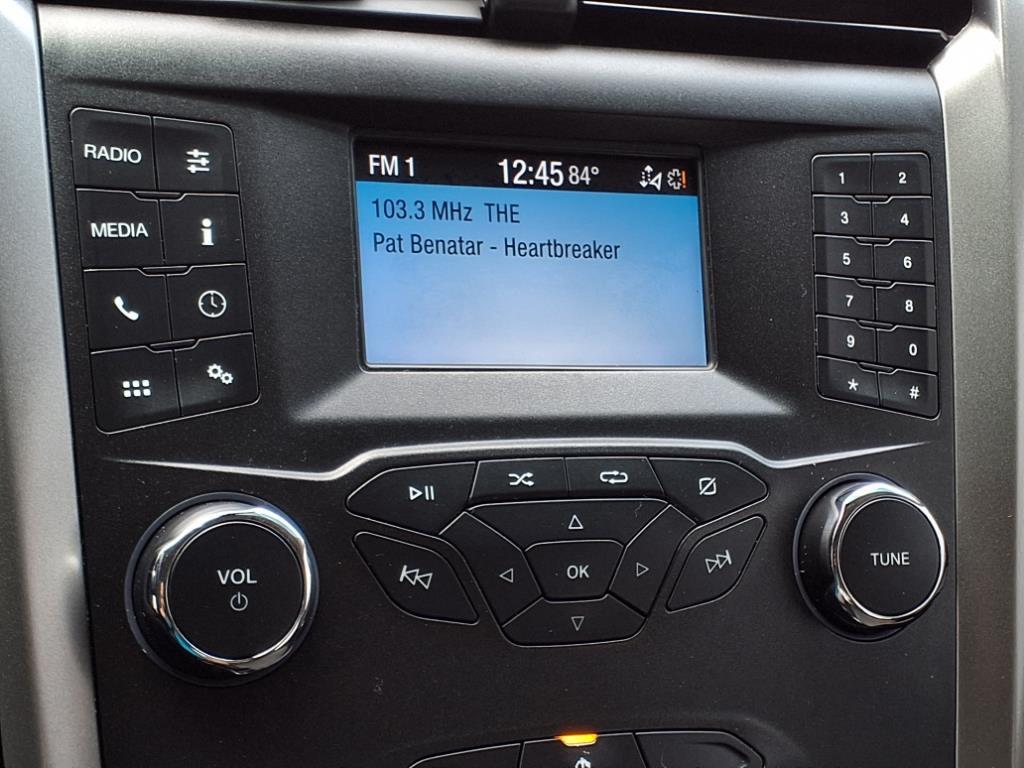 FM 1 12:45 84°
103.3 MHz THE
Pat Benatar - Heartbreaker
RADIO
MEDIA
i
1 2
3 4
5 6
7 8
9 0
* #
VOL
OK
TUNE